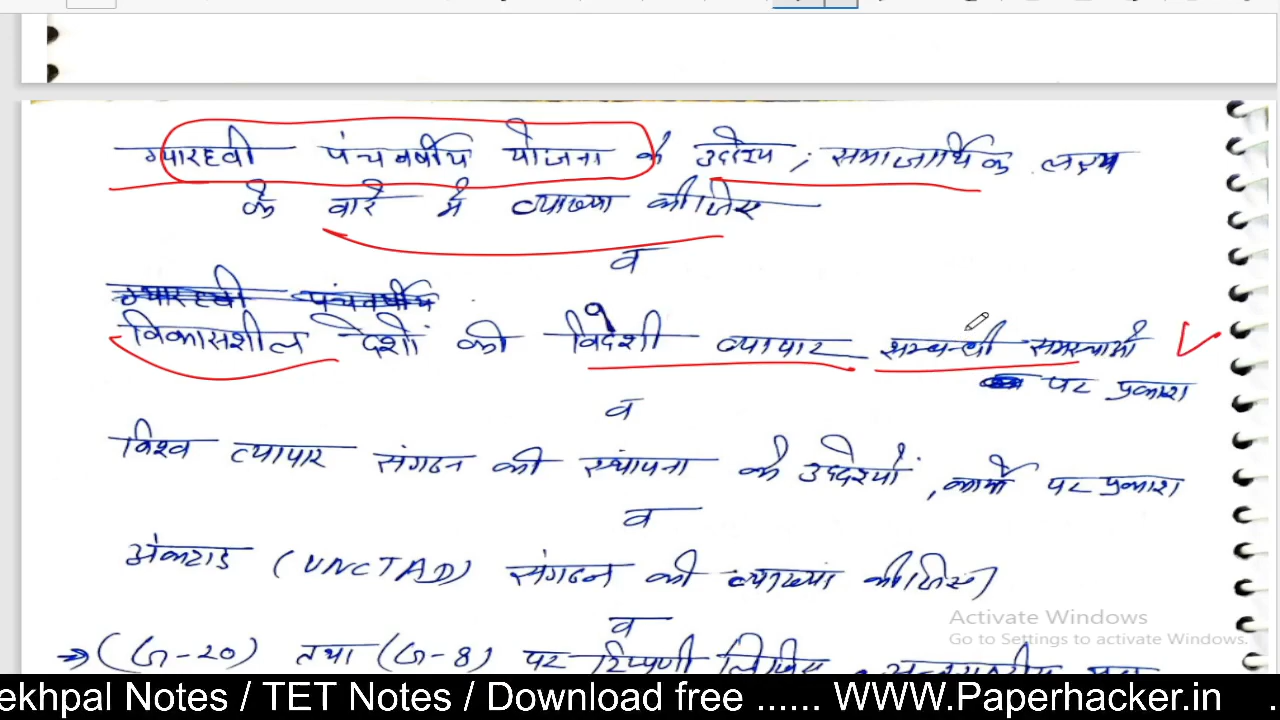 ग्यारहवी पंचवर्षीय योजना के उद्देश्य, समाजार्थिक लक्ष्य
के बारे मे व्याख्या कीजिए
व
ग्यारहवी पंचवर्षीय
विकासशील देशों की विदेशी व्यापार सम्बन्धी समस्याओं
पर प्रकाश
व
विश्व व्यापार संगठन की स्थापना के उद्देश्यों, कार्यो पर प्रकाश
व
अंकटाड (UNCTAD) संगठन की व्याख्या कीजिए
व
→ (G-20) तथा (G-8) पर टिप्पणी लिखिए
Activate Windows
Go to Settings to activate Windows.
ekhpal Notes / TET Notes / Download free ...... WWW.Paperhacker.in